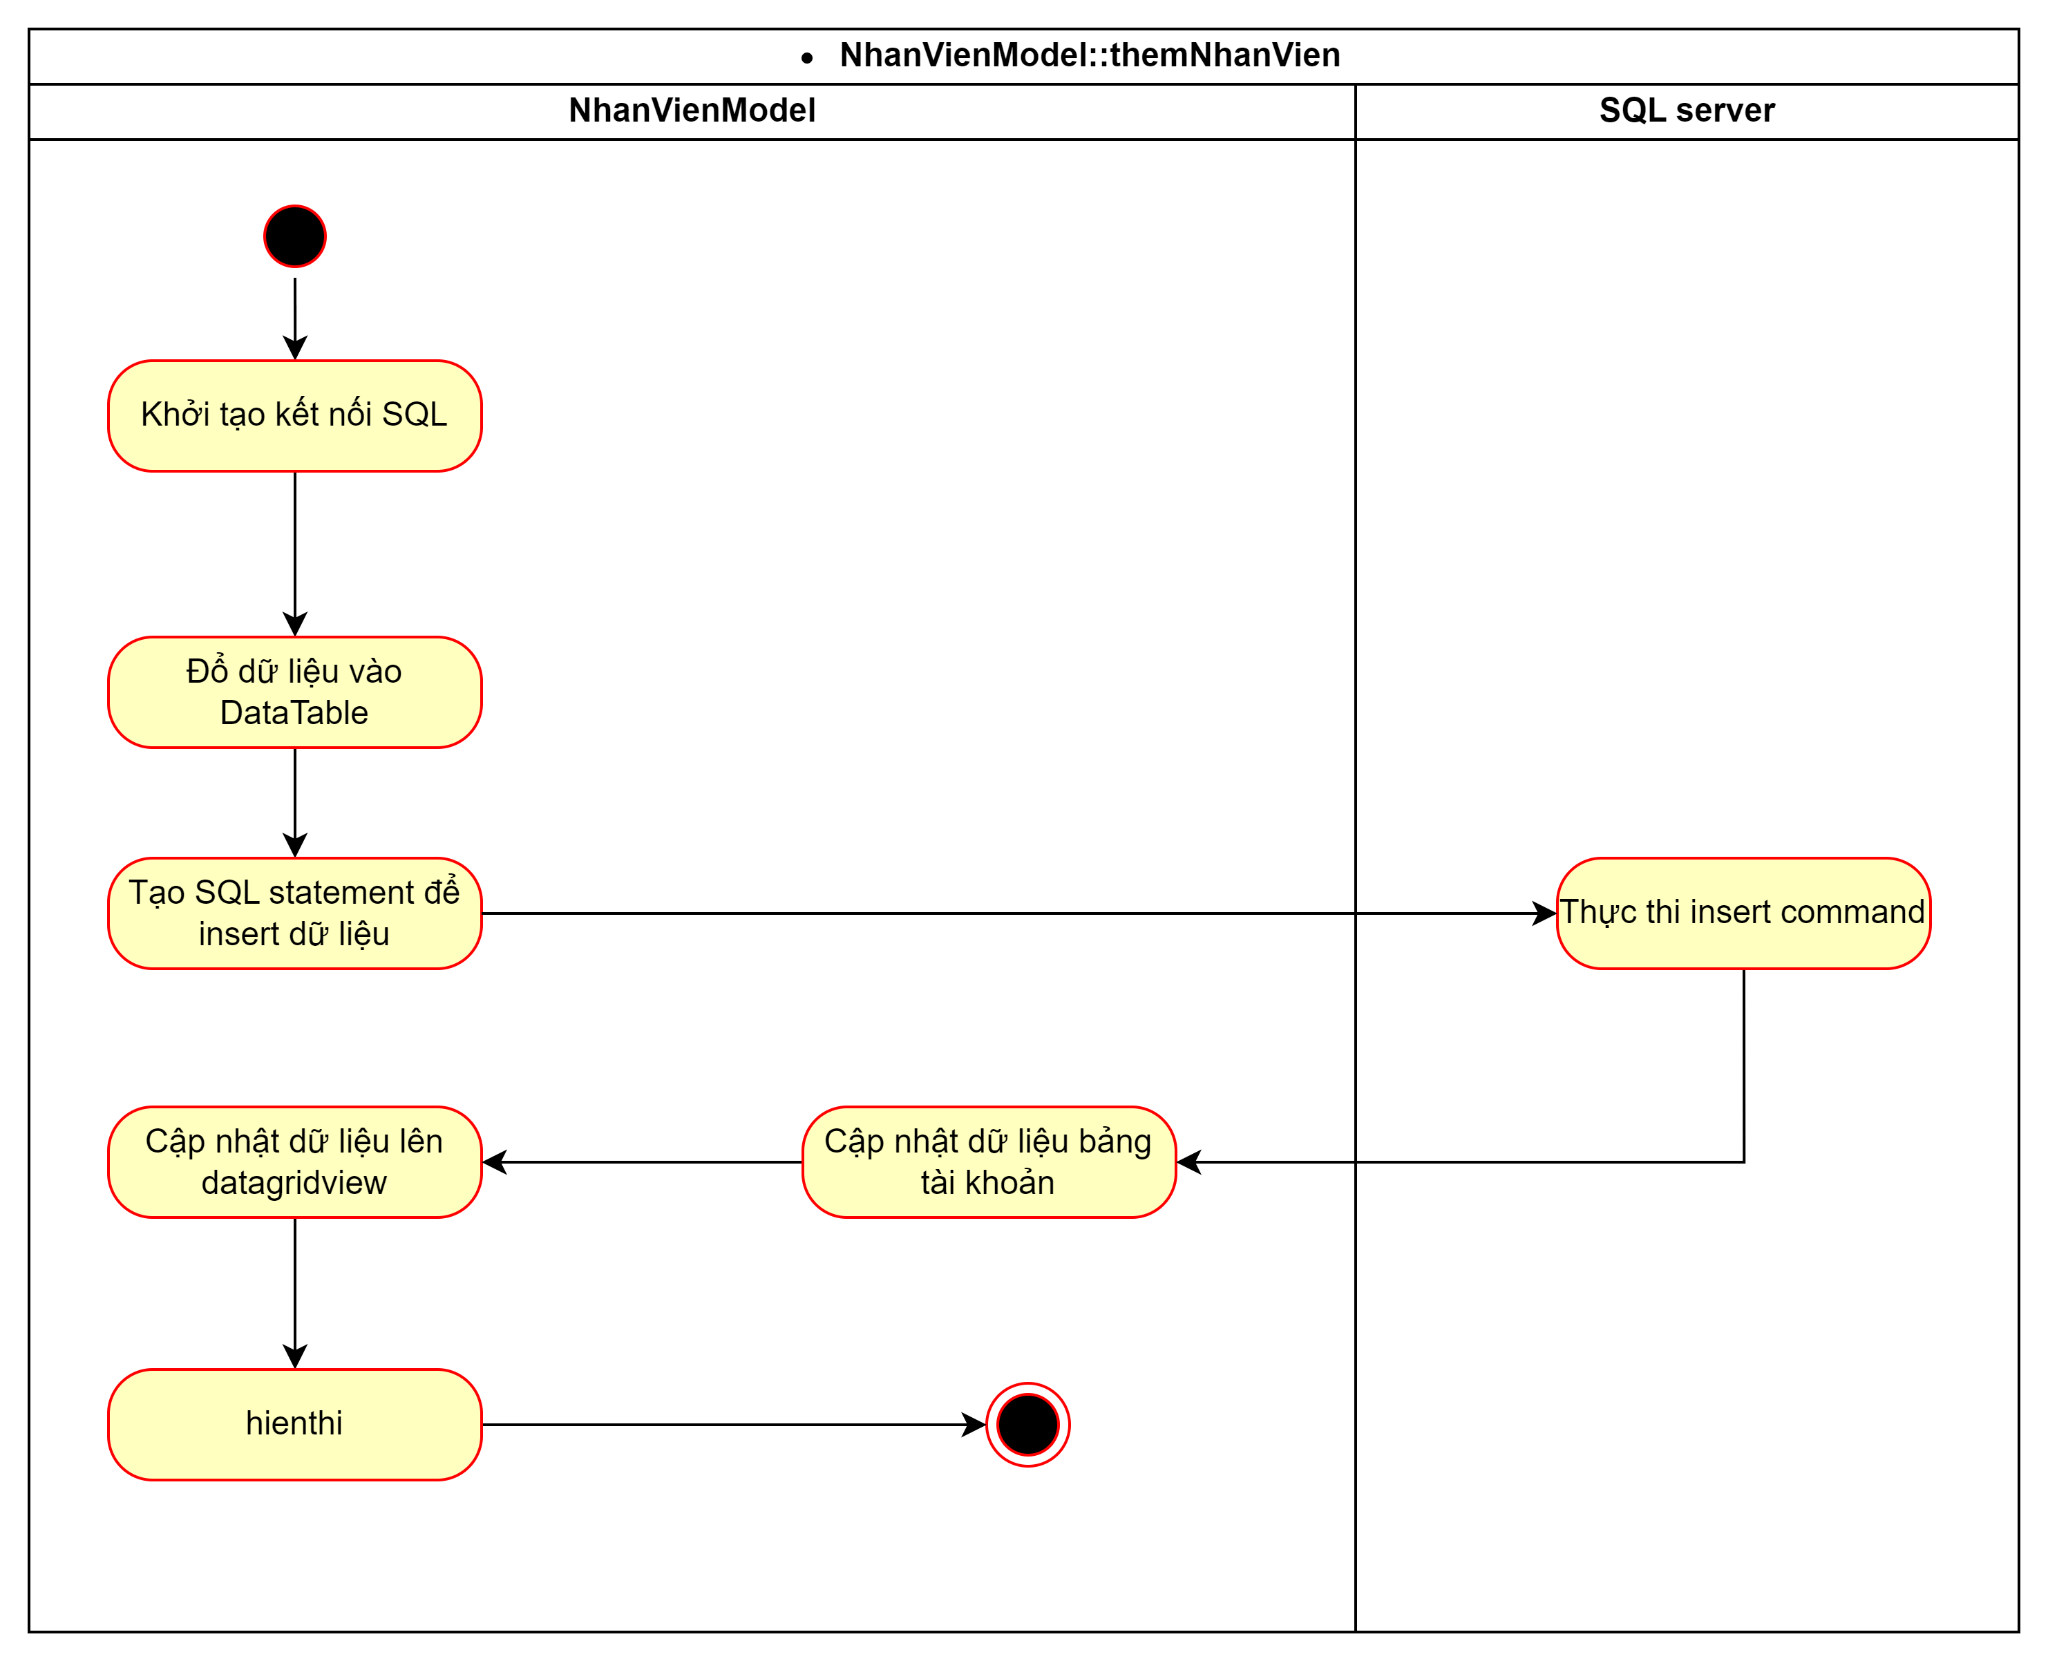 • NhanVienModel::themNhanVien
NhanVienModel
SQL server
Khởi tạo kết nối SQL
Đổ dữ liệu vào
DataTable
Tạo SQL statement để
insert dữ liệu
Thực thi insert command
Cập nhật dữ liệu lên
datagridview
Cập nhật dữ liệu bảng
tài khoản
hienthi